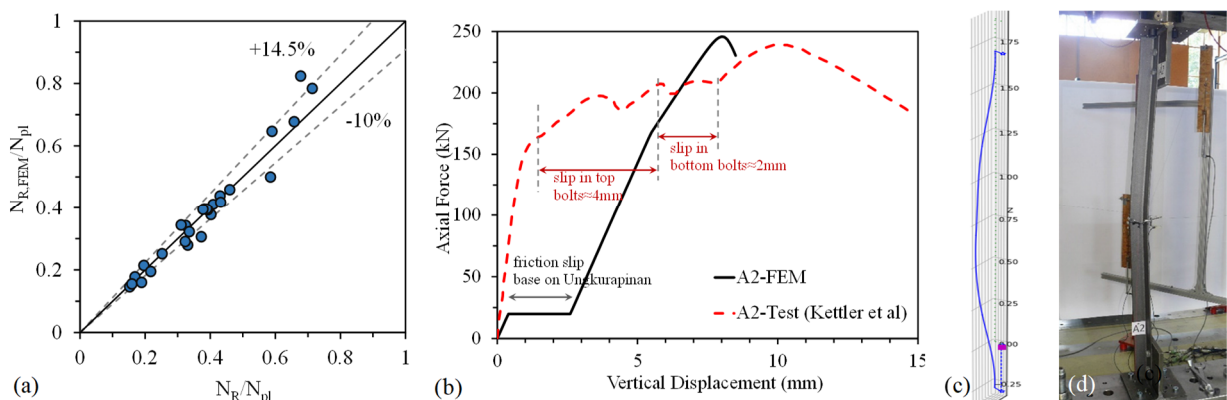 1
0.8
0.6
0.4
0.2
0
0
0.2
0.4
0.6
0.8
1
+14.5%
-10%
N_R,FEM/N_pl
N_R/N_pl
(a)
250
200
150
100
50
0
0
5
10
15
Axial Force (kN)
Vertical Displacement (mm)
slip in top
bolts≈4mm
slip in
bottom bolts≈2mm
friction slip
base on Ungkurapinan
A2-FEM
A2-Test (Kettler et al)
(b)
1.75
1.50
1.25
1.00
Z
0.75
0.50
0.25
0.00
0.25
(c)
A2
(d)